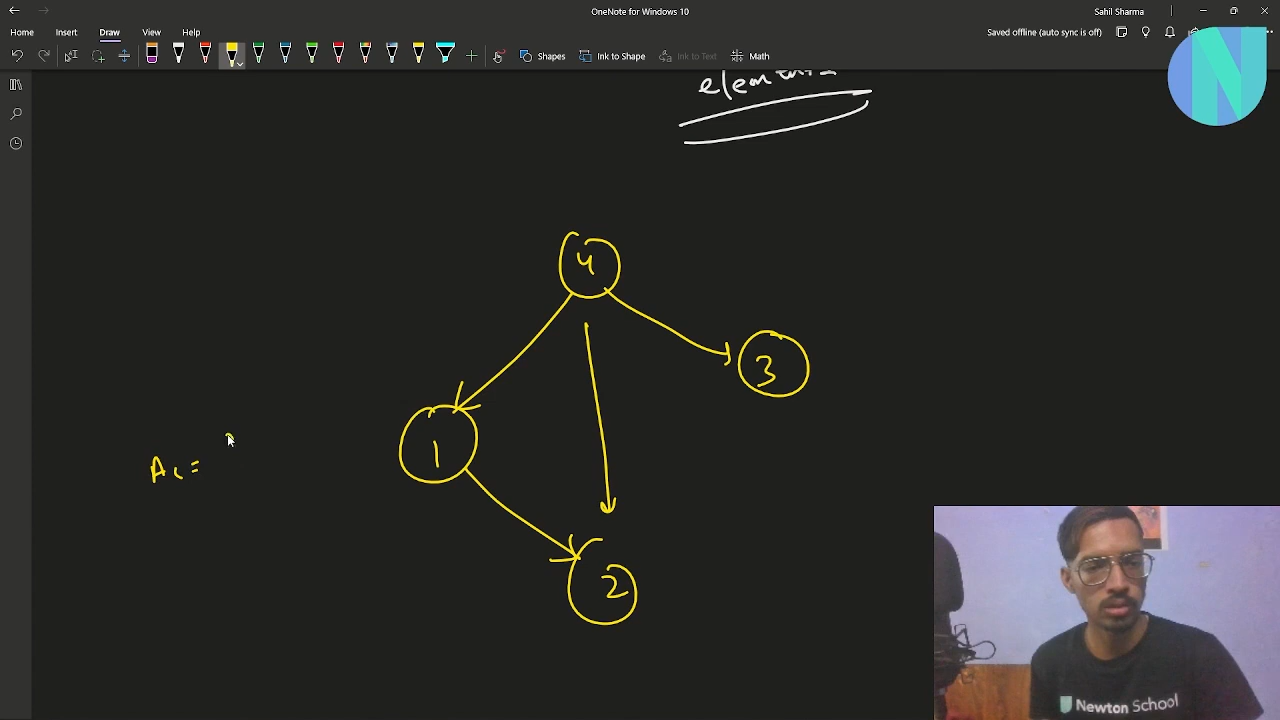 OneNote for Windows 10
Sahil Sharma
Home Insert Draw View Help
Saved offline (auto sync is off)
Shapes Ink to Shape Ink to Text Math
N
4
3
1
2
Newton School